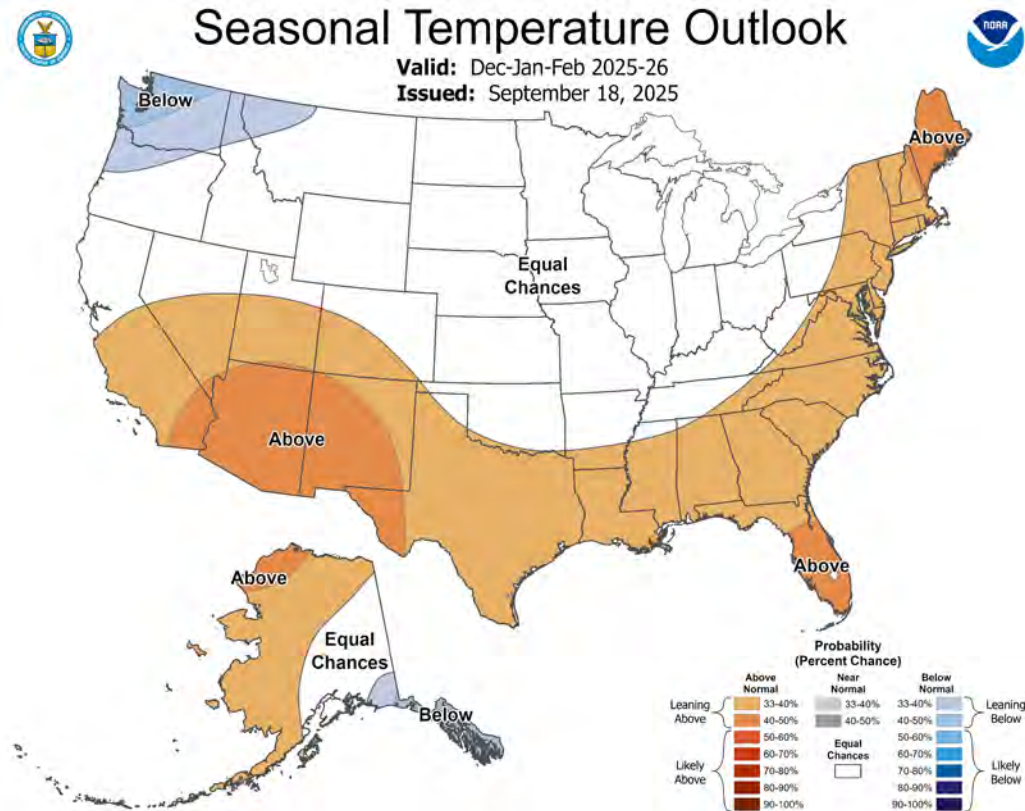 Seasonal Temperature Outlook
Valid: Dec-Jan-Feb 2025-26
Issued: September 18, 2025
NOAA
Below
Above
Equal
Chances
Above
Above
Above
Equal
Chances
Below
Probability
(Percent Chance)
Above
Normal
Near
Normal
Below
Normal
Leaning
Above
33-40%
40-50%
33-40%
40-50%
33-40%
40-50%
Leaning
Below
Likely
Above
50-60%
60-70%
70-80%
80-90%
90-100%
Equal
Chances
50-60%
60-70%
70-80%
80-90%
90-100%
Likely
Below